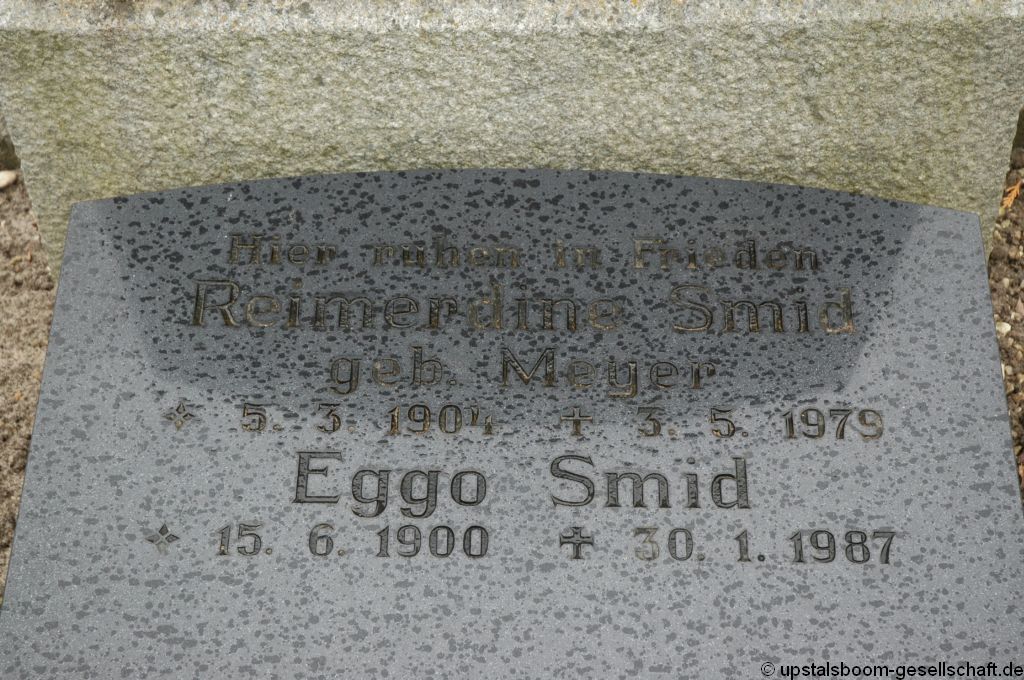 Hier ruhen in Frieden
Reimerdine Smid
geb. Meyer
5. 3. 1904 ✝ 3. 5. 1979
Eggo Smid
15. 6. 1900 ✝ 30. 1. 1987
© upstalsboom-gesellschaft.de